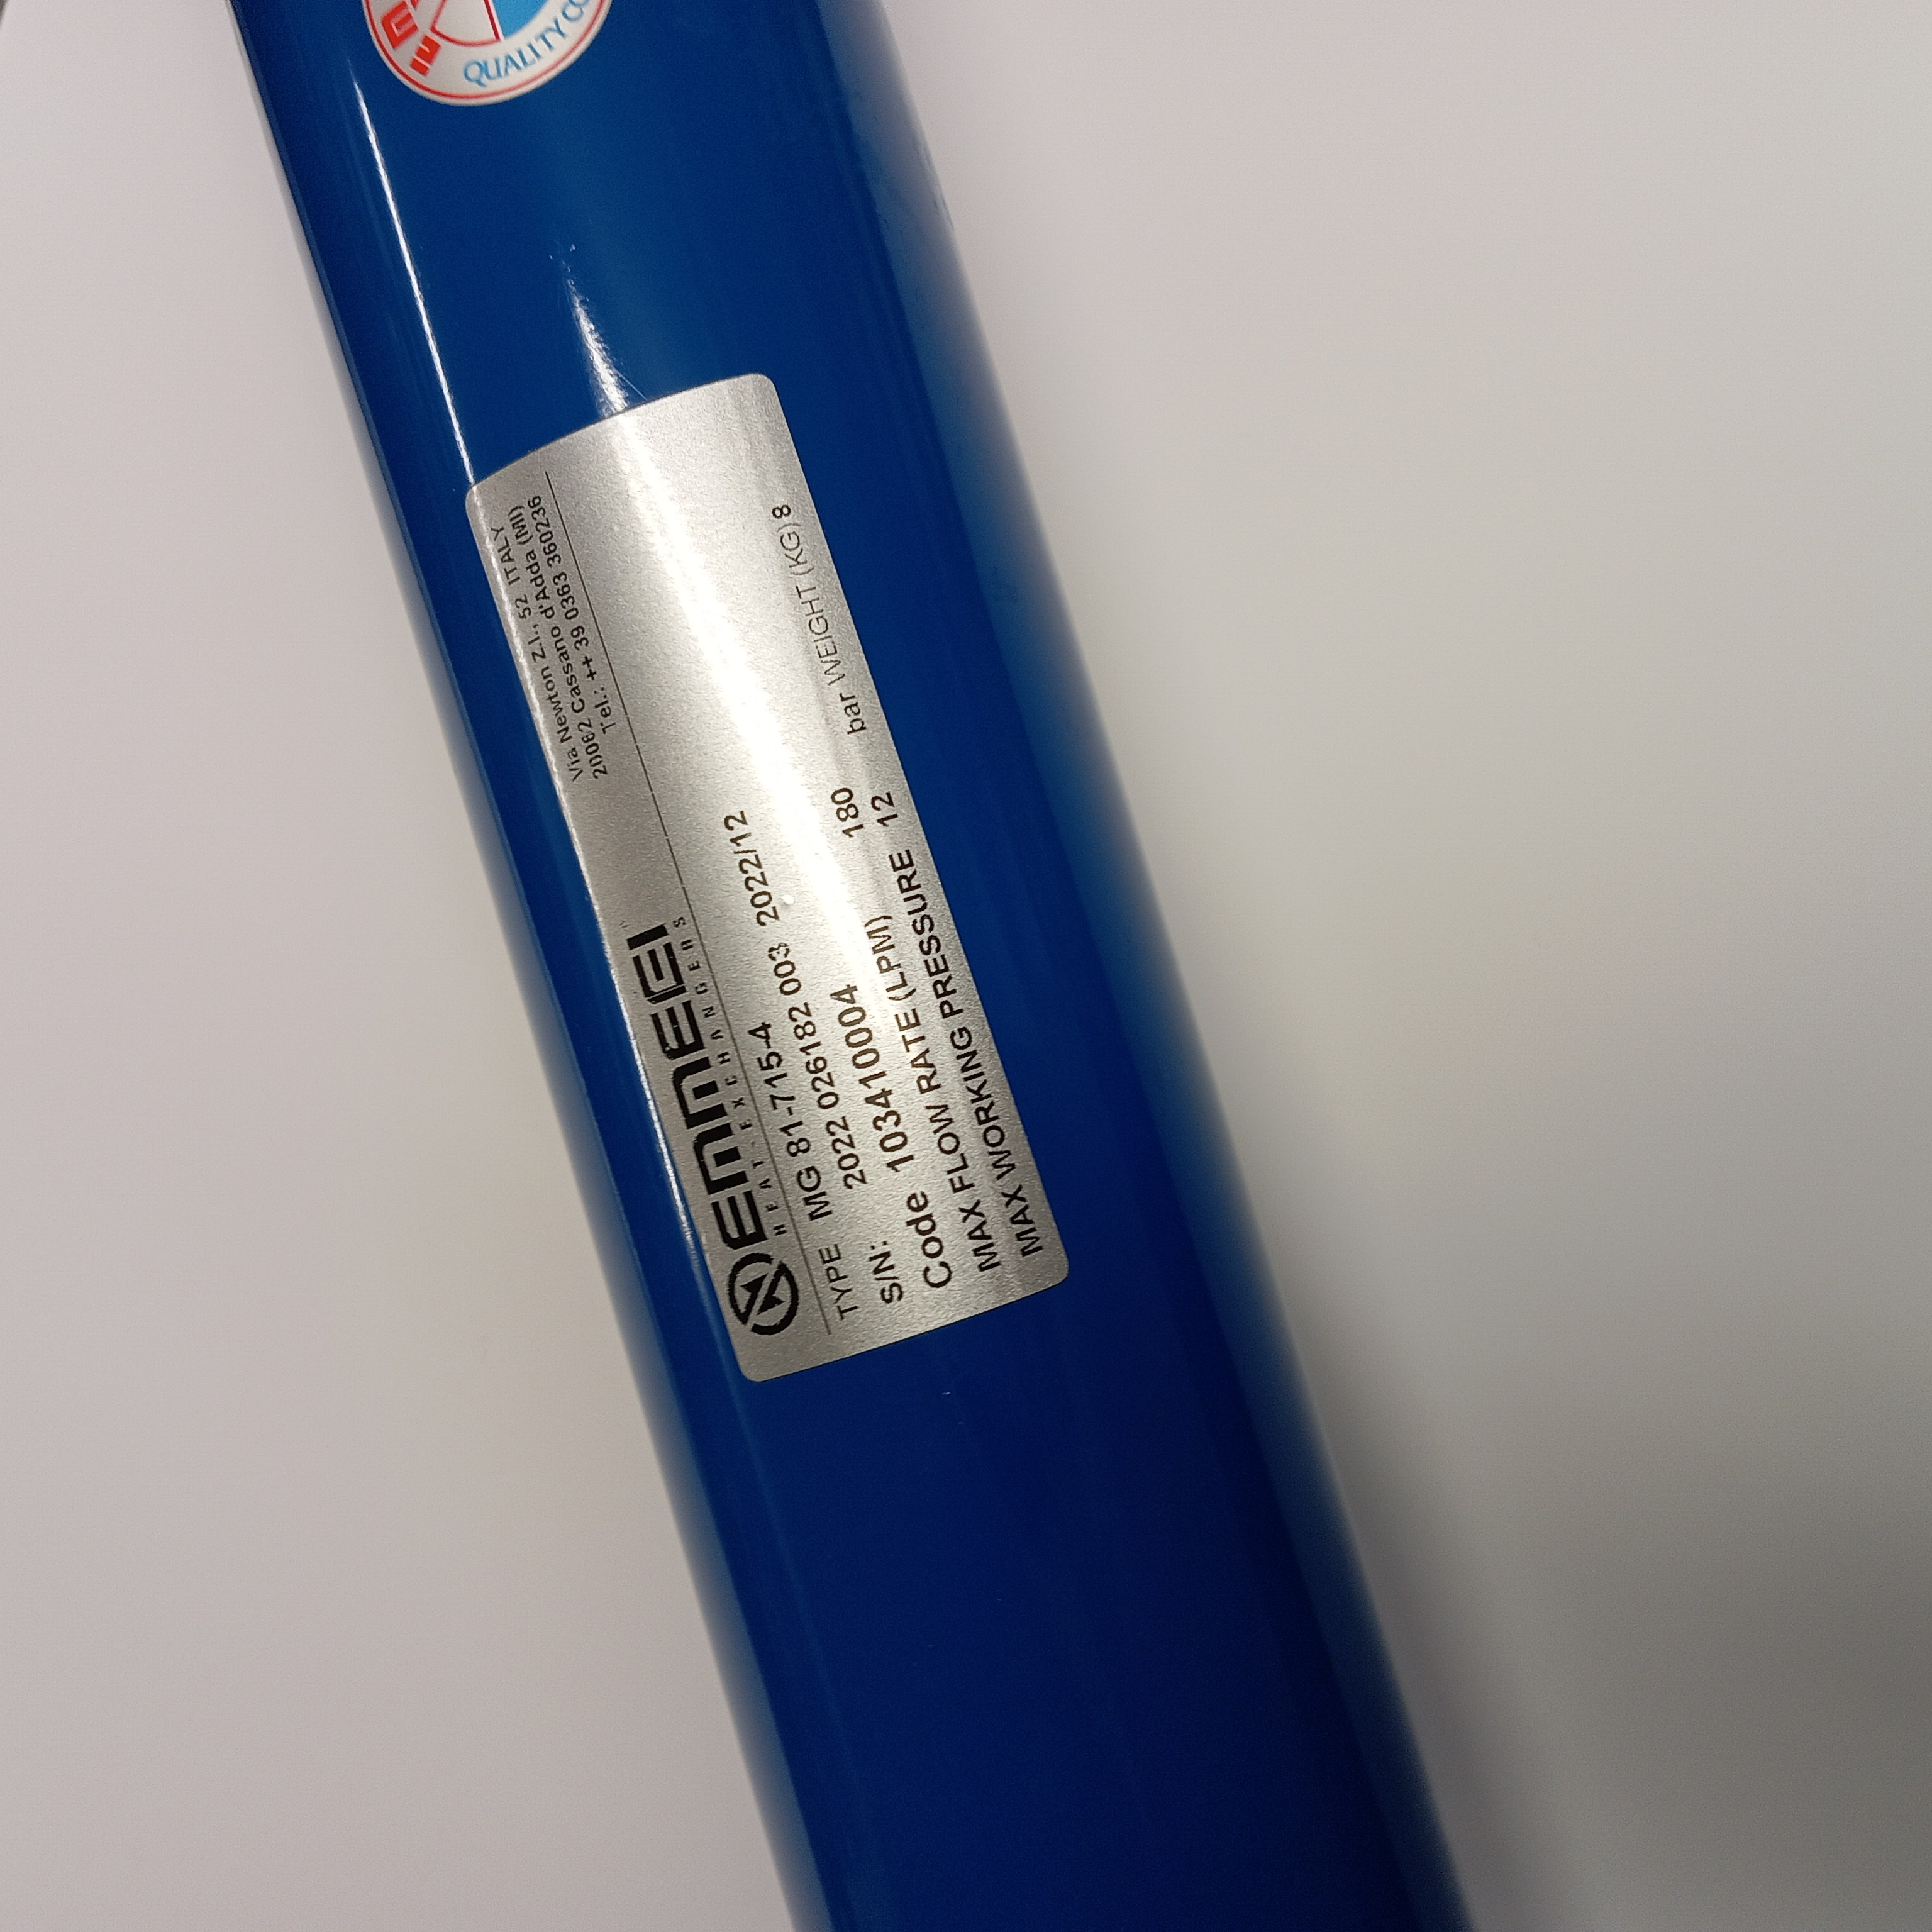 QUALITY
EMMEGI
HEAT EXCHANGERS
Via Newton Z.I., 52 ITALY
20062 Cassano d'Adda (MI)
Tel.: ++ 39 0363 360236
TYPE MG 81-715-4
S/N: 2022 026182 003 2022/12
Code 103410004
MAX FLOW RATE (LPM) 180
MAX WORKING PRESSURE 12 bar WEIGHT (KG) 8